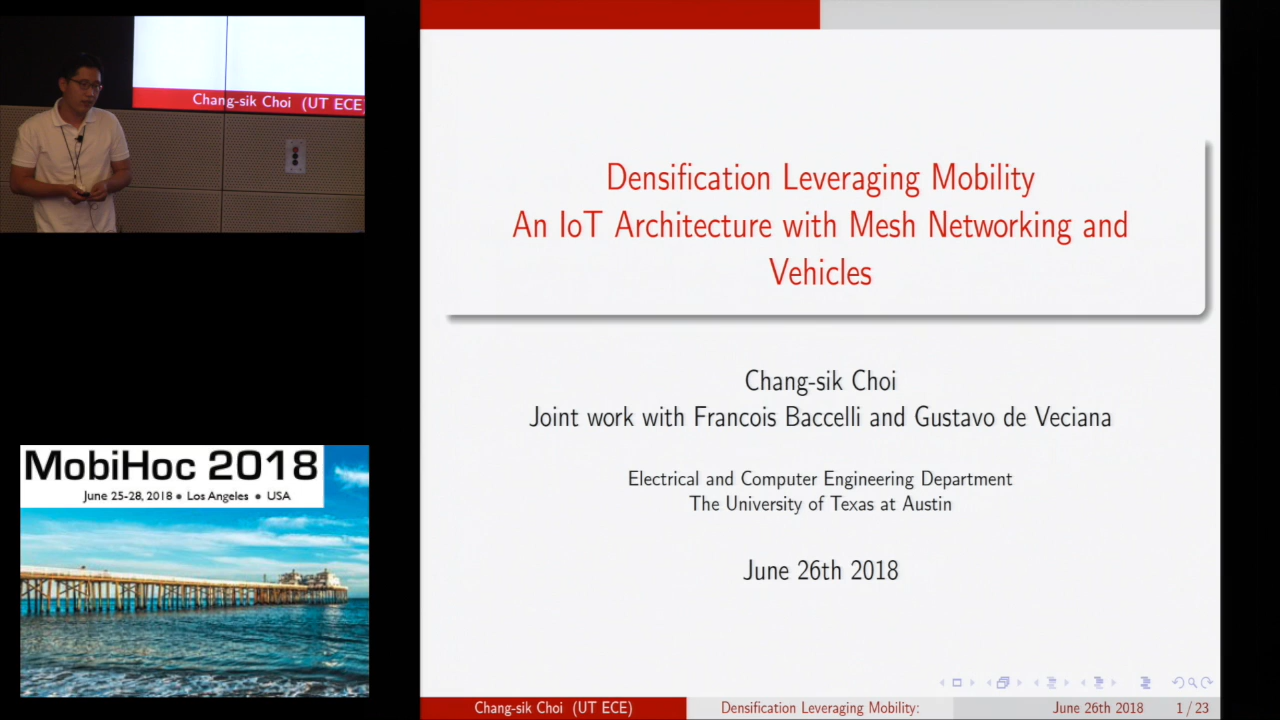 Chang-sik Choi (UT ECE)
Densification Leveraging Mobility
An IoT Architecture with Mesh Networking and
Vehicles
Chang-sik Choi
Joint work with Francois Baccelli and Gustavo de Veciana
Electrical and Computer Engineering Department
The University of Texas at Austin
June 26th 2018
MobiHoc 2018
June 25-28, 2018 • Los Angeles • USA
Chang-sik Choi (UT ECE)
Densification Leveraging Mobility:
June 26th 2018
1 / 23